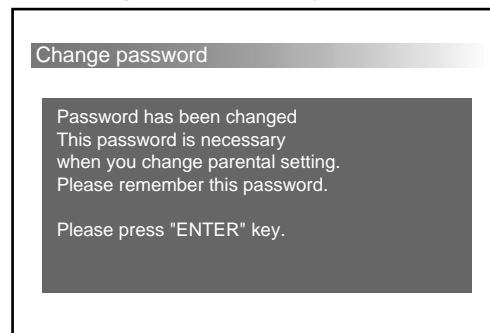 Change password
Password has been changed
This password is necessary
when you change parental setting.
Please remember this password.
Please press "ENTER" key.